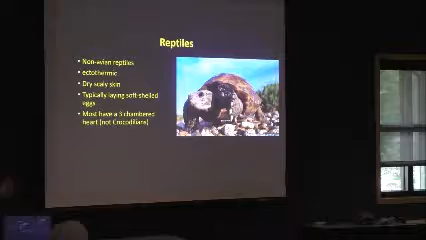 Reptiles
• Non-avian reptiles
• ectothermic
• Dry scaly skin
• Typically laying soft-shelled
eggs
• Most have a 3 chambered
heart (not Crocodilians)